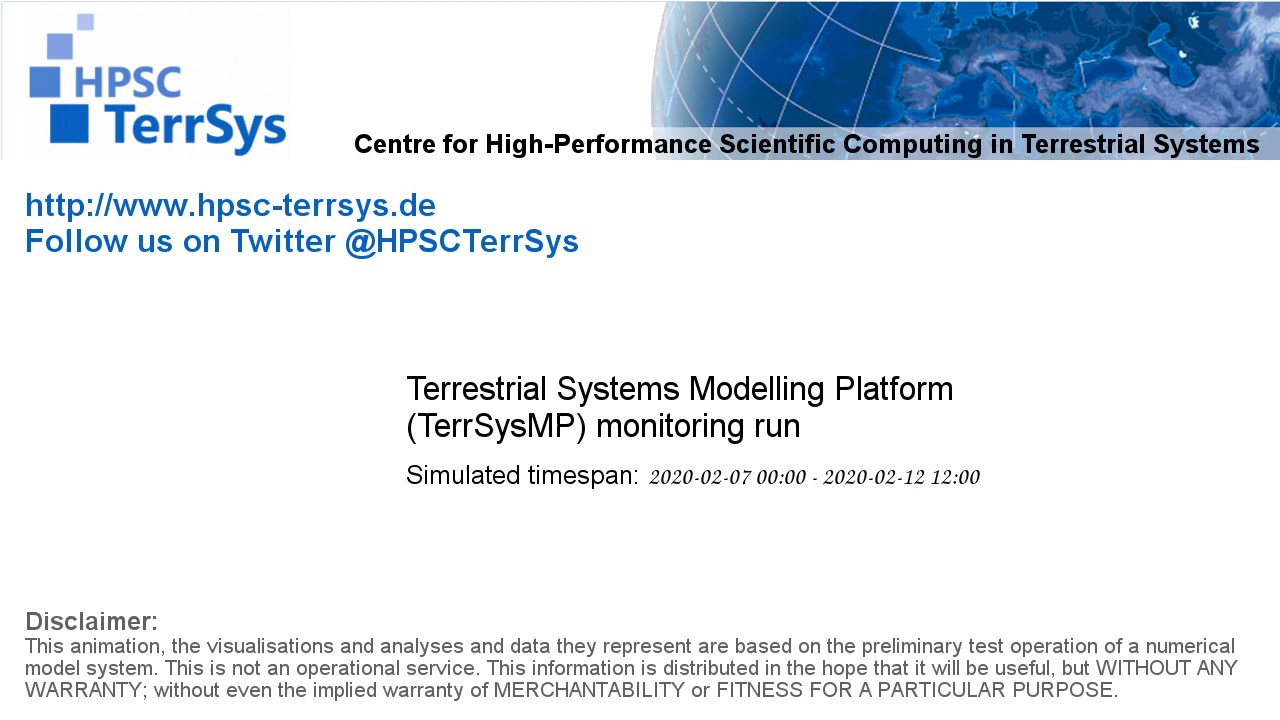 HPSC
TerrSys
Centre for High-Performance Scientific Computing in Terrestrial Systems
http://www.hpsc-terrsys.de
Follow us on Twitter @HPSCTerrSys
Terrestrial Systems Modelling Platform
(TerrSysMP) monitoring run
Simulated timespan: 2020-02-07 00:00 - 2020-02-12 12:00
Disclaimer:
This animation, the visualisations and analyses and data they represent are based on the preliminary test operation of a numerical
model system. This is not an operational service. This information is distributed in the hope that it will be useful, but WITHOUT ANY
WARRANTY; without even the implied warranty of MERCHANTABILITY or FITNESS FOR A PARTICULAR PURPOSE.